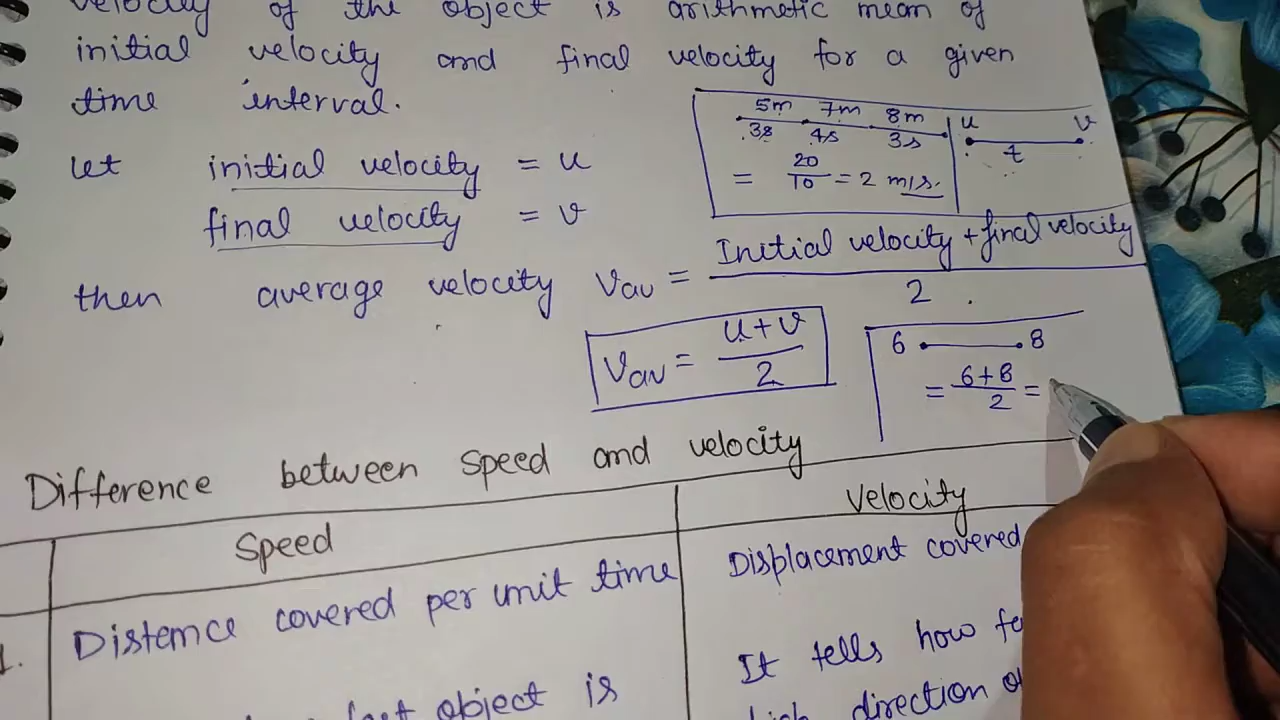 velocity of the object is arithmetic mean of
initial velocity and final velocity for a given
time interval.
5m 7m 8m
3s 4s 3s
= 20/10 = 2 m/s.
u v
t
Let initial velocity = u
final velocity = v
then average velocity Vav = Initial velocity + final velocity / 2
Vav = u+v / 2
6 8
= 6+8 / 2 =
Difference between speed and velocity
Speed Velocity
1. Distance covered per unit time
Displacement covered
object is
It tells how
direction